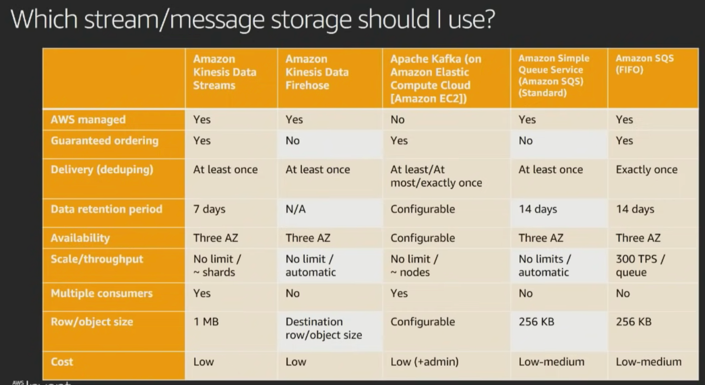 Which stream/message storage should I use?
Amazon Kinesis Data Streams
Amazon Kinesis Data Firehose
Apache Kafka (on Amazon Elastic Compute Cloud [Amazon EC2])
Amazon Simple Queue Service (Amazon SQS) (Standard)
Amazon SQS (FIFO)
AWS managed Yes Yes No Yes Yes
Guaranteed ordering Yes No Yes No Yes
Delivery (deduping) At least once At least once At least/At most/exactly once At least once Exactly once
Data retention period 7 days N/A Configurable 14 days 14 days
Availability Three AZ Three AZ Configurable Three AZ Three AZ
Scale/throughput No limit / ~ shards No limit / automatic No limit / ~ nodes No limits / automatic 300 TPS / queue
Multiple consumers Yes No Yes No No
Row/object size 1 MB Destination row/object size Configurable 256 KB 256 KB
Cost Low Low Low (+admin) Low-medium Low-medium
AWS